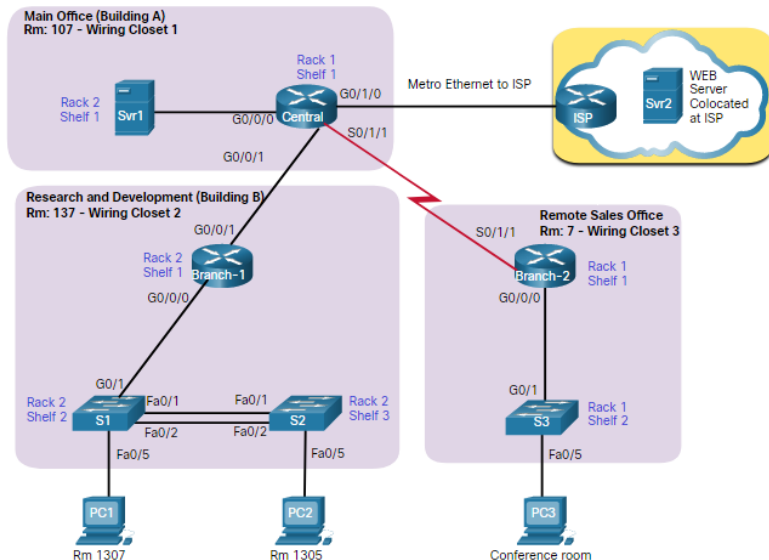 Main Office (Building A)
Rm: 107 - Wiring Closet 1
Rack 1
Shelf 1
Rack 2
Shelf 1
Svr1
G0/0/0
Central
G0/1/0
S0/1/1
G0/0/1
Metro Ethernet to ISP
ISP
Svr2
WEB
Server
Colocated
at ISP
Research and Development (Building B)
Rm: 137 - Wiring Closet 2
G0/0/1
Rack 2
Shelf 1
Branch-1
G0/0/0
G0/1
Rack 2
Shelf 2
S1
Fa0/1
Fa0/1
Fa0/2
Fa0/2
S2
Rack 2
Shelf 3
Fa0/5
Fa0/5
PC1
Rm 1307
PC2
Rm 1305
Remote Sales Office
Rm: 7 - Wiring Closet 3
S0/1/1
Branch-2
Rack 1
Shelf 1
G0/0/0
G0/1
S3
Rack 1
Shelf 2
Fa0/5
PC3
Conference room